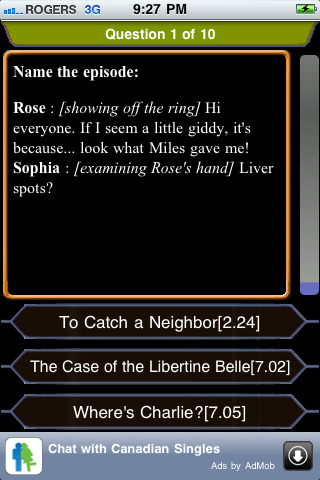 ROGERS 3G 9:27 PM
Question 1 of 10
Name the episode:
Rose : [showing off the ring] Hi
everyone. If I seem a little giddy, it's
because... look what Miles gave me!
Sophia : [examining Rose's hand] Liver
spots?
To Catch a Neighbor[2.24]
The Case of the Libertine Belle[7.02]
Where's Charlie?[7.05]
Chat with Canadian Singles
Ads by AdMob